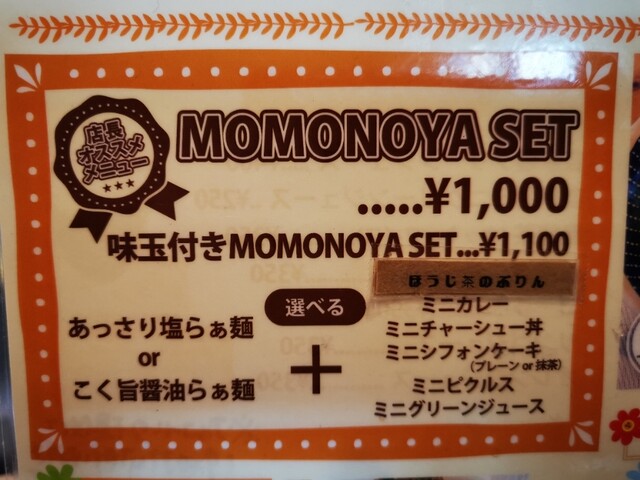 店長
オススメ
メニュー
MOMONOYA SET
.....¥1,000
味玉付きMOMONOYA SET...¥1,100
ほうじ茶のぷりん
選べる
あっさり塩らぁ麺
or
こく旨醤油らぁ麺
+
ミニカレー
ミニチャーシュー丼
ミニシフォンケーキ
(プレーン or 抹茶)
ミニピクルス
ミニグリーンジュース